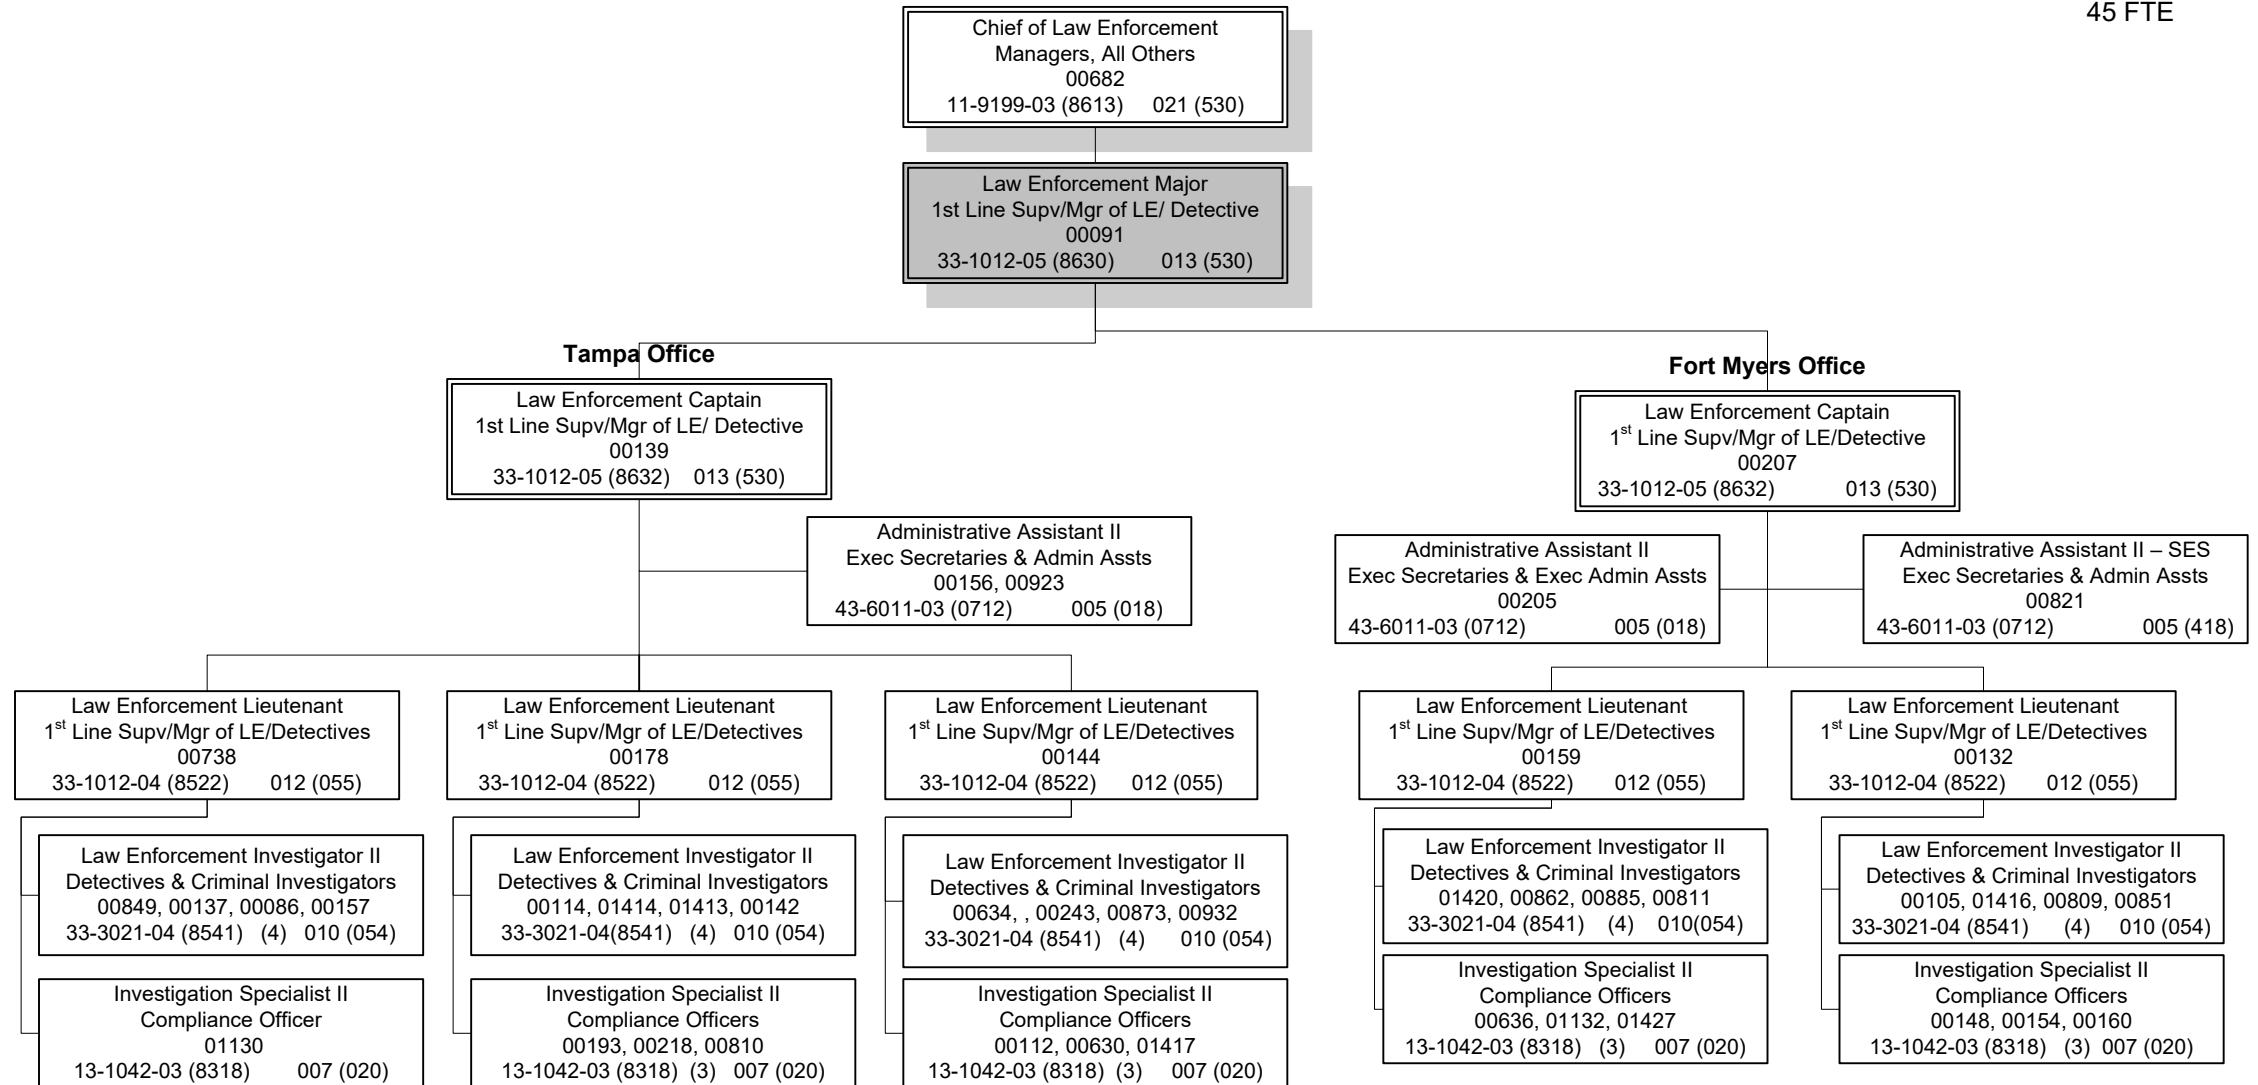 45 FTE
Chief of Law Enforcement
Managers, All Others
00682
11-9199-03 (8613) 021 (530)
Law Enforcement Major
1st Line Supv/Mgr of LE/ Detective
00091
33-1012-05 (8630) 013 (530)
Tampa Office
Law Enforcement Captain
1st Line Supv/Mgr of LE/ Detective
00139
33-1012-05 (8632) 013 (530)
Administrative Assistant II
Exec Secretaries & Admin Assts
00156, 00923
43-6011-03 (0712) 005 (018)
Fort Myers Office
Law Enforcement Captain
1st Line Supv/Mgr of LE/Detective
00207
33-1012-05 (8632) 013 (530)
Administrative Assistant II
Exec Secretaries & Exec Admin Assts
00205
43-6011-03 (0712) 005 (018)
Administrative Assistant II – SES
Exec Secretaries & Admin Assts
00821
43-6011-03 (0712) 005 (418)
Law Enforcement Lieutenant
1st Line Supv/Mgr of LE/Detectives
00738
33-1012-04 (8522) 012 (055)
Law Enforcement Investigator II
Detectives & Criminal Investigators
00849, 00137, 00086, 00157
33-3021-04 (8541) (4) 010 (054)
Investigation Specialist II
Compliance Officer
01130
13-1042-03 (8318) 007 (020)
Law Enforcement Lieutenant
1st Line Supv/Mgr of LE/Detectives
00178
33-1012-04 (8522) 012 (055)
Law Enforcement Investigator II
Detectives & Criminal Investigators
00114, 01414, 01413, 00142
33-3021-04(8541) (4) 010 (054)
Investigation Specialist II
Compliance Officers
00193, 00218, 00810
13-1042-03 (8318) (3) 007 (020)
Law Enforcement Lieutenant
1st Line Supv/Mgr of LE/Detectives
00144
33-1012-04 (8522) 012 (055)
Law Enforcement Investigator II
Detectives & Criminal Investigators
00634, , 00243, 00873, 00932
33-3021-04 (8541) (4) 010 (054)
Investigation Specialist II
Compliance Officers
00112, 00630, 01417
13-1042-03 (8318) (3) 007 (020)
Law Enforcement Lieutenant
1st Line Supv/Mgr of LE/Detectives
00159
33-1012-04 (8522) 012 (055)
Law Enforcement Investigator II
Detectives & Criminal Investigators
01420, 00862, 00885, 00811
33-3021-04 (8541) (4) 010(054)
Investigation Specialist II
Compliance Officers
00636, 01132, 01427
13-1042-03 (8318) (3) 007 (020)
Law Enforcement Lieutenant
1st Line Supv/Mgr of LE/Detectives
00132
33-1012-04 (8522) 012 (055)
Law Enforcement Investigator II
Detectives & Criminal Investigators
00105, 01416, 00809, 00851
33-3021-04 (8541) (4) 010 (054)
Investigation Specialist II
Compliance Officers
00148, 00154, 00160
13-1042-03 (8318) (3) 007 (020)